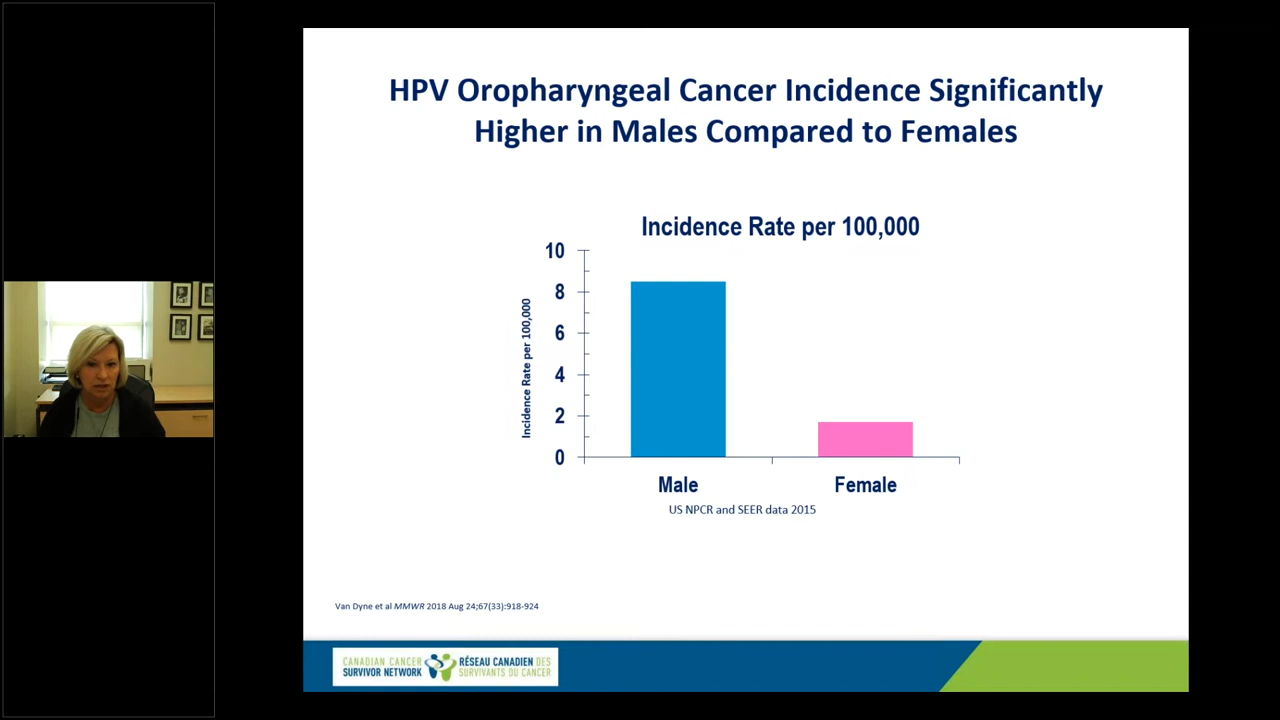 HPV Oropharyngeal Cancer Incidence Significantly
Higher in Males Compared to Females
Incidence Rate per 100,000
Incidence Rate per 100,000
10
8
6
4
2
0
Male
Female
US NPCR and SEER data 2015
Van Dyne et al MMWR 2018 Aug 24;67(33):918-924
CANADIAN CANCER
SURVIVOR NETWORK
RÉSEAU CANADIEN DES
SURVIVANTS DU CANCER